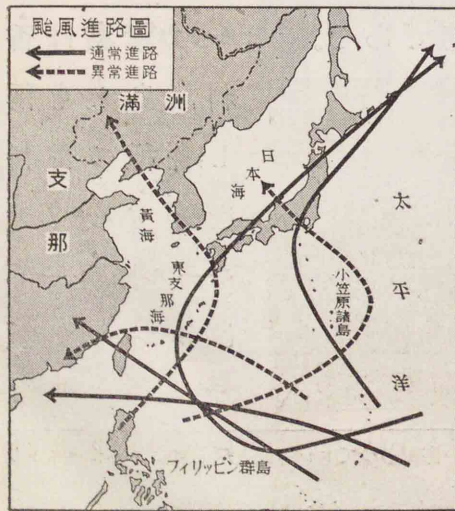 颱風進路圖
通常進路
異常進路
滿洲
支那
日本海
黃海
東支那海
太平洋
小笠原諸島
フィリッピン群島